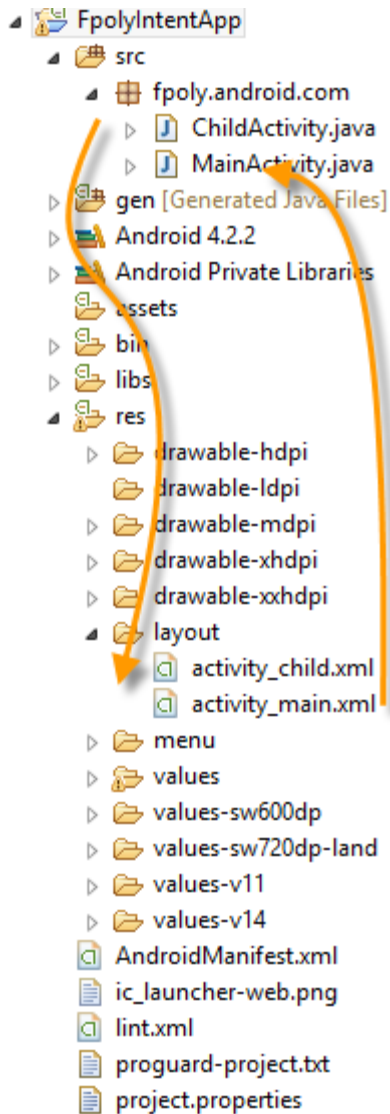 FpolyIntentApp
src
fpoly.android.com
ChildActivity.java
MainActivity.java
gen [Generated Java Files]
Android 4.2.2
Android Private Libraries
assets
bin
libs
res
drawable-hdpi
drawable-ldpi
drawable-mdpi
drawable-xhdpi
drawable-xxhdpi
layout
activity_child.xml
activity_main.xml
menu
values
values-sw600dp
values-sw720dp-land
values-v11
values-v14
AndroidManifest.xml
ic_launcher-web.png
lint.xml
proguard-project.txt
project.properties